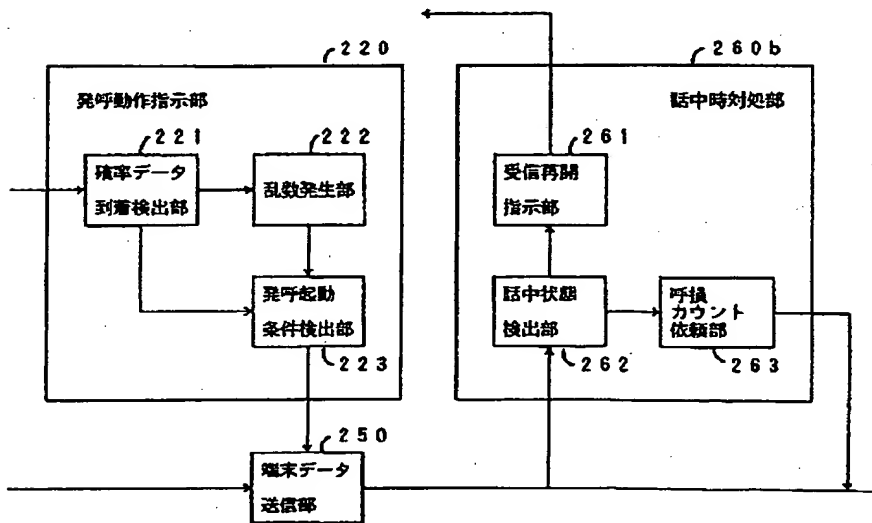 220
260b
発呼動作指示部
話中時対処部
221
222
261
確率データ
到着検出部
乱数発生部
受信再開
指示部
発呼起動
条件検出部
話中状態
検出部
呼損
カウント
依頼部
223
262
263
250
端末データ
送信部